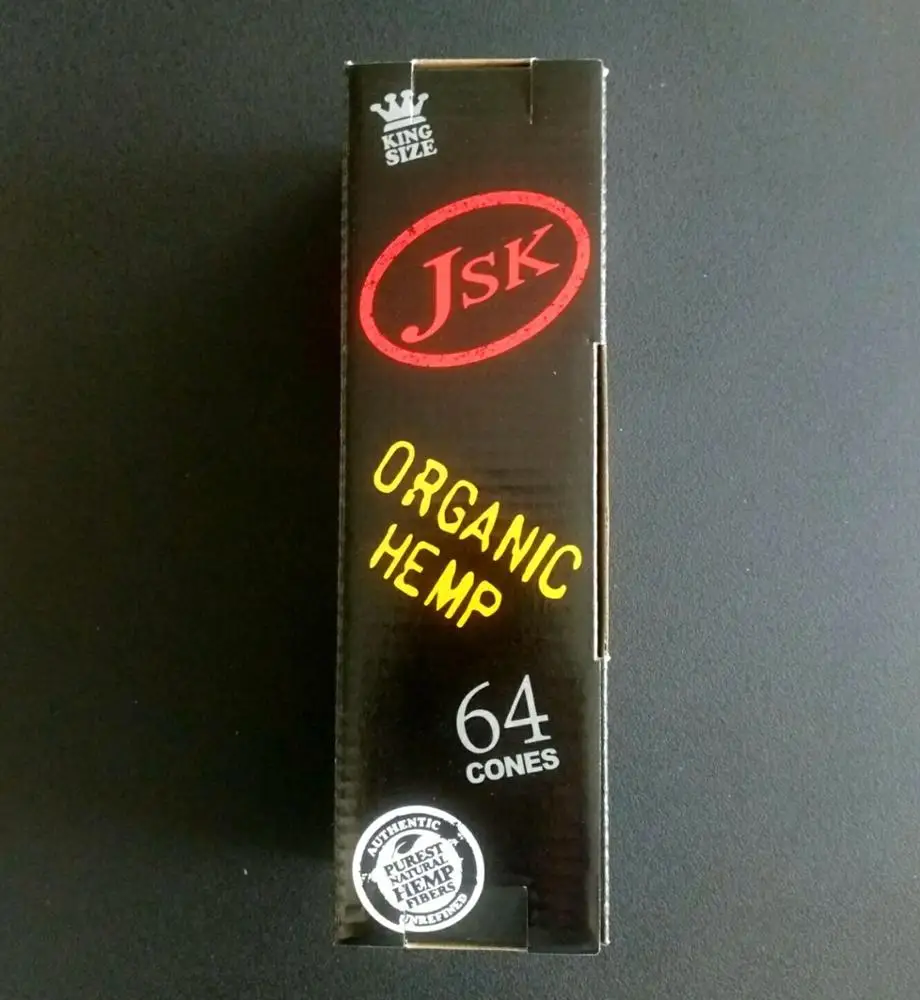 KING
SIZE
JSK
ORGANIC
HEMP
64
CONES
AUTHENTIC
PUREST
NATURAL
HEMP
FIBERS
UNREFINED